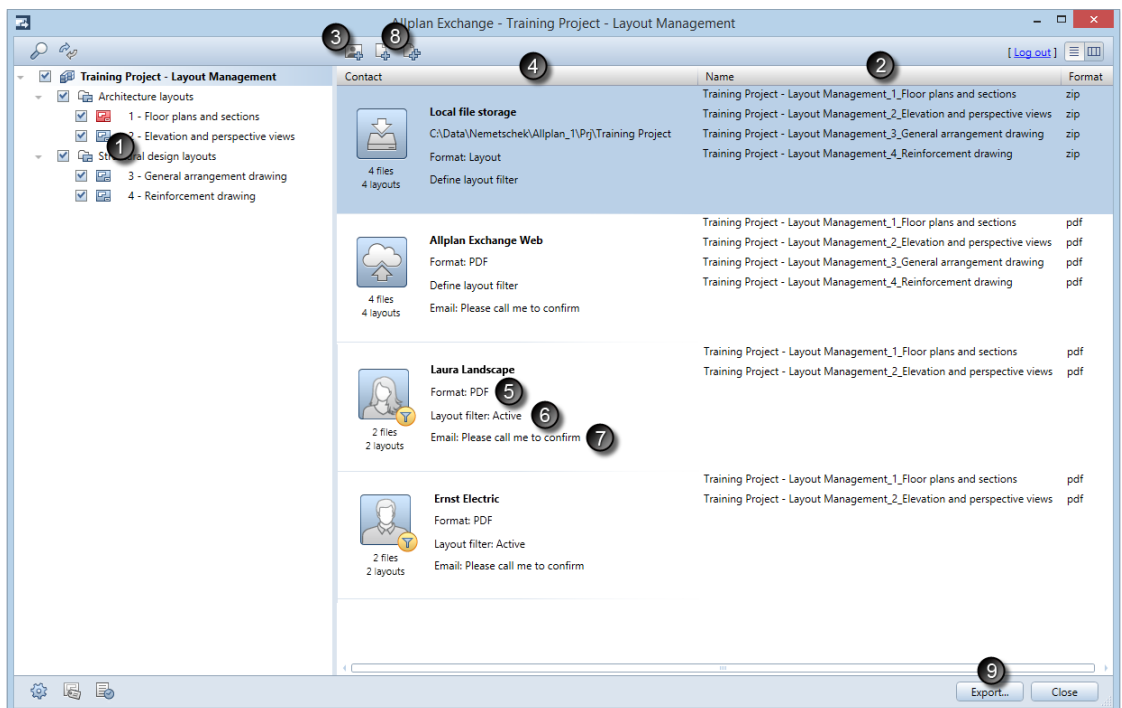 Allplan Exchange - Training Project - Layout Management
3
8
[ Log out ]
Training Project - Layout Management
Architecture layouts
1 - Floor plans and sections
2 - Elevation and perspective views
1
Structural design layouts
3 - General arrangement drawing
4 - Reinforcement drawing
Contact
4
Name
2
Format
Local file storage
C:\Data\Nemetschek\Allplan_1\Prj\Training Project
Format: Layout
Define layout filter
4 files
4 layouts
Training Project - Layout Management_1_Floor plans and sections zip
Training Project - Layout Management_2_Elevation and perspective views zip
Training Project - Layout Management_3_General arrangement drawing zip
Training Project - Layout Management_4_Reinforcement drawing zip
Allplan Exchange Web
Format: PDF
Define layout filter
Email: Please call me to confirm
4 files
4 layouts
Training Project - Layout Management_1_Floor plans and sections pdf
Training Project - Layout Management_2_Elevation and perspective views pdf
Training Project - Layout Management_3_General arrangement drawing pdf
Training Project - Layout Management_4_Reinforcement drawing pdf
Laura Landscape
Format: PDF 5
Layout filter: Active 6
Email: Please call me to confirm 7
2 files
2 layouts
Training Project - Layout Management_1_Floor plans and sections pdf
Training Project - Layout Management_2_Elevation and perspective views pdf
Ernst Electric
Format: PDF
Layout filter: Active
Email: Please call me to confirm
2 files
2 layouts
Training Project - Layout Management_1_Floor plans and sections pdf
Training Project - Layout Management_2_Elevation and perspective views pdf
9
Export...
Close